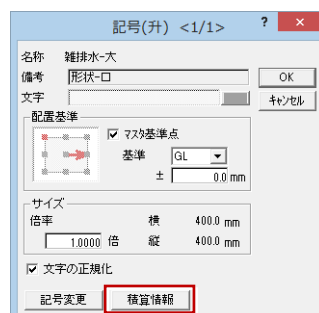 記号(升) <1/1> ? ×
名称 雑排水-大
備考 形状-ロ OK
文字 キャンセル
配置基準
マスタ基準点
基準 GL
± 0.0 mm
サイズ
倍率 横 400.0 mm
1.0000 倍 縦 400.0 mm
文字の正規化
記号変更 積算情報